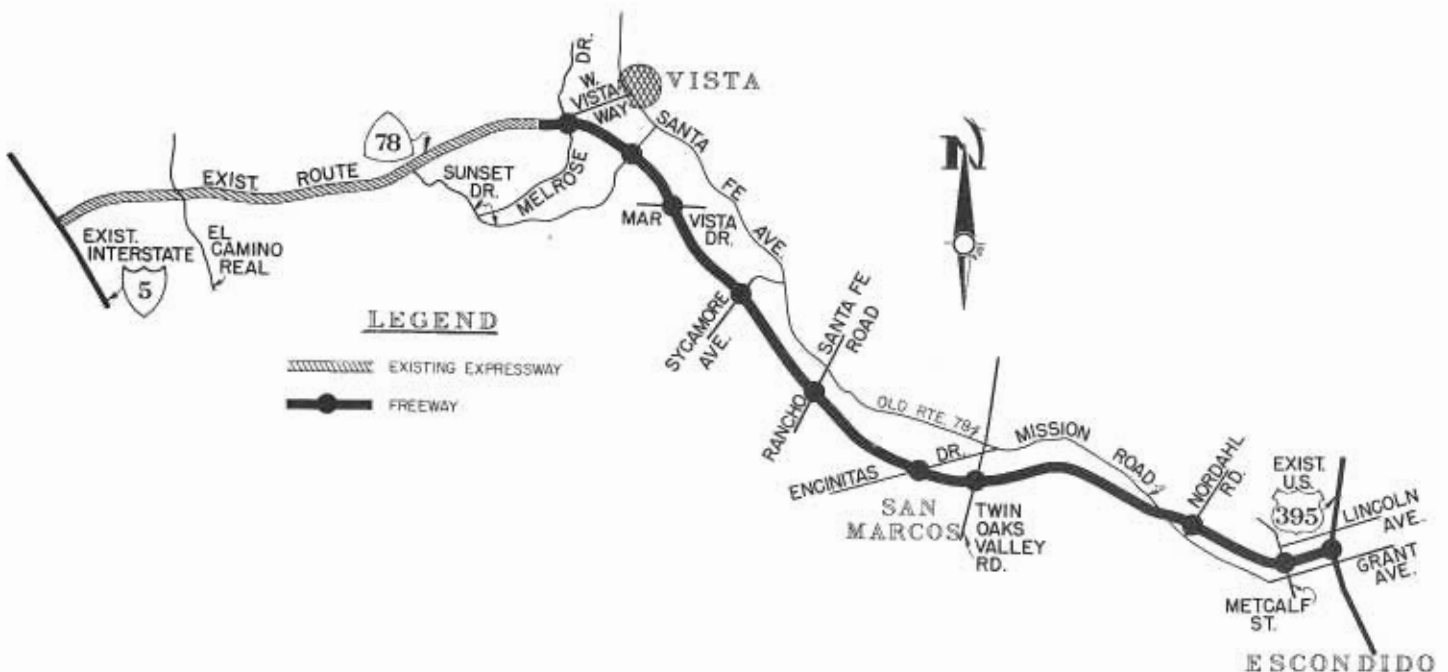 DR.
W.
VISTA
WAY
VISTA
N
78
SANTA
FE
AVE.
EXIST. ROUTE
SUNSET
DR.
MELROSE
MAR VISTA
DR.
EXIST.
INTERSTATE
5
EL
CAMINO
REAL
LEGEND
EXISTING EXPRESSWAY
FREEWAY
SYCAMORE
AVE.
SANTA FE
ROAD
RANCHO
OLD RTE. 78
MISSION
ROAD
ENCINITAS DR.
SAN
MARCOS
TWIN
OAKS
VALLEY
RD.
NORDAHL
RD.
EXIST.
U.S.
395
LINCOLN
AVE.
GRANT
AVE.
METCALF
ST.
ESCONDIDO